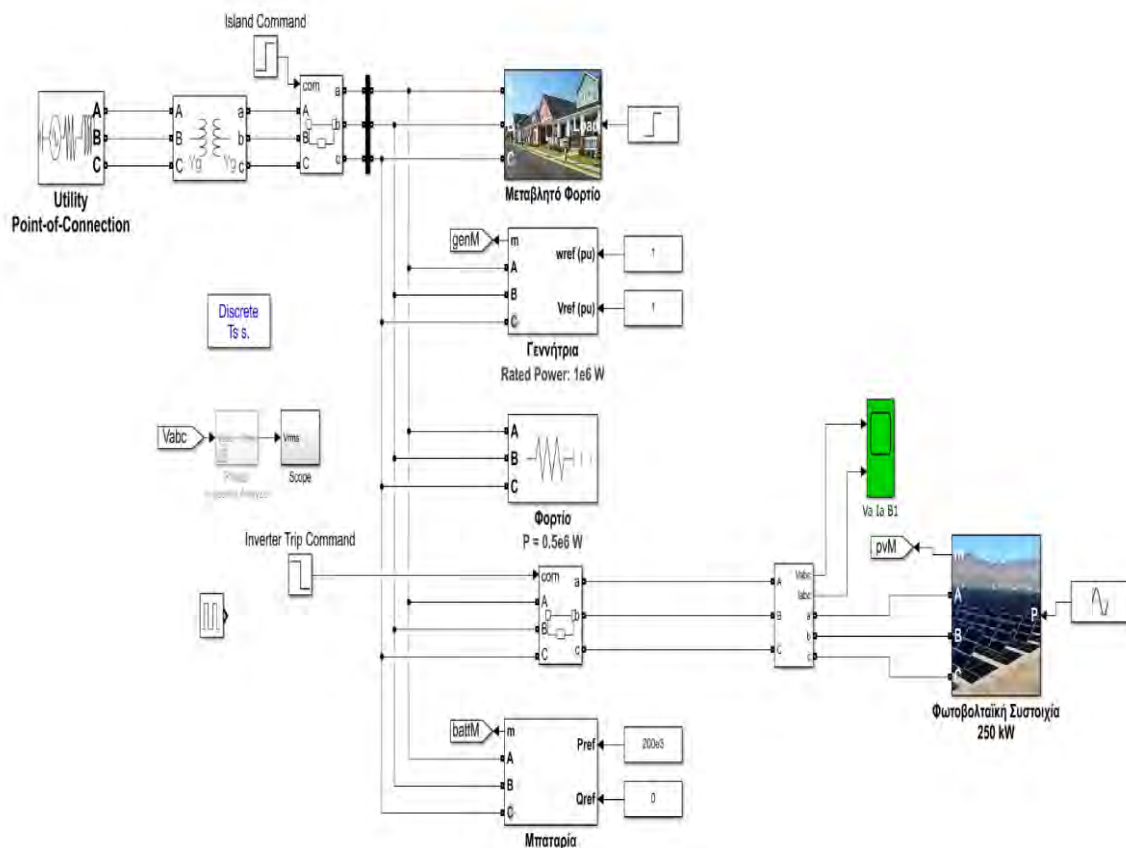 Island Command
com
a
A
A
a
A
b
B
B
b
B
Load
C
C
c
C
c
C
Yg
Yg
Utility
Point-of-Connection
Μεταβλητό Φορτίο
genM
m
wref (pu)
1
A
B
Vref (pu)
1
C
Discrete
Ts s.
Γεννήτρια
Rated Power: 1e6 W
Vabc
Vrms
Scope
A
B
C
Φορτίο
P = 0.5e6 W
Va Ia B1
Inverter Trip Command
com
a
A
b
B
c
C
A
Vabc
Iabc
B
a
b
C
c
pvM
m
A
P
B
C
Φωτοβολταϊκή Συστοιχία
250 kW
battM
m
Pref
200e3
A
B
Qref
0
C
Μπαταρία